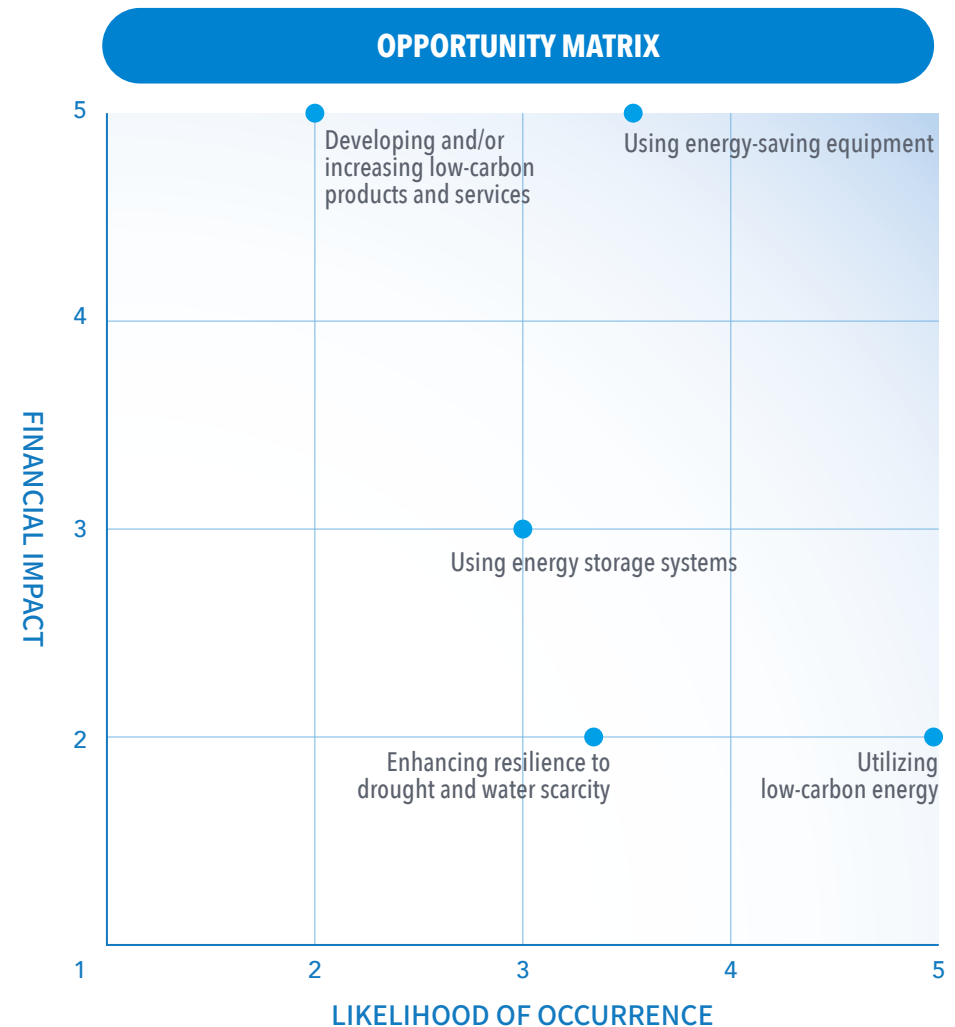 OPPORTUNITY MATRIX
5
Developing and/or
increasing low-carbon
products and services
Using energy-saving equipment
4
FINANCIAL IMPACT
3
Using energy storage systems
2
Enhancing resilience to
drought and water scarcity
Utilizing
low-carbon energy
1 2 3 4 5
LIKELIHOOD OF OCCURRENCE